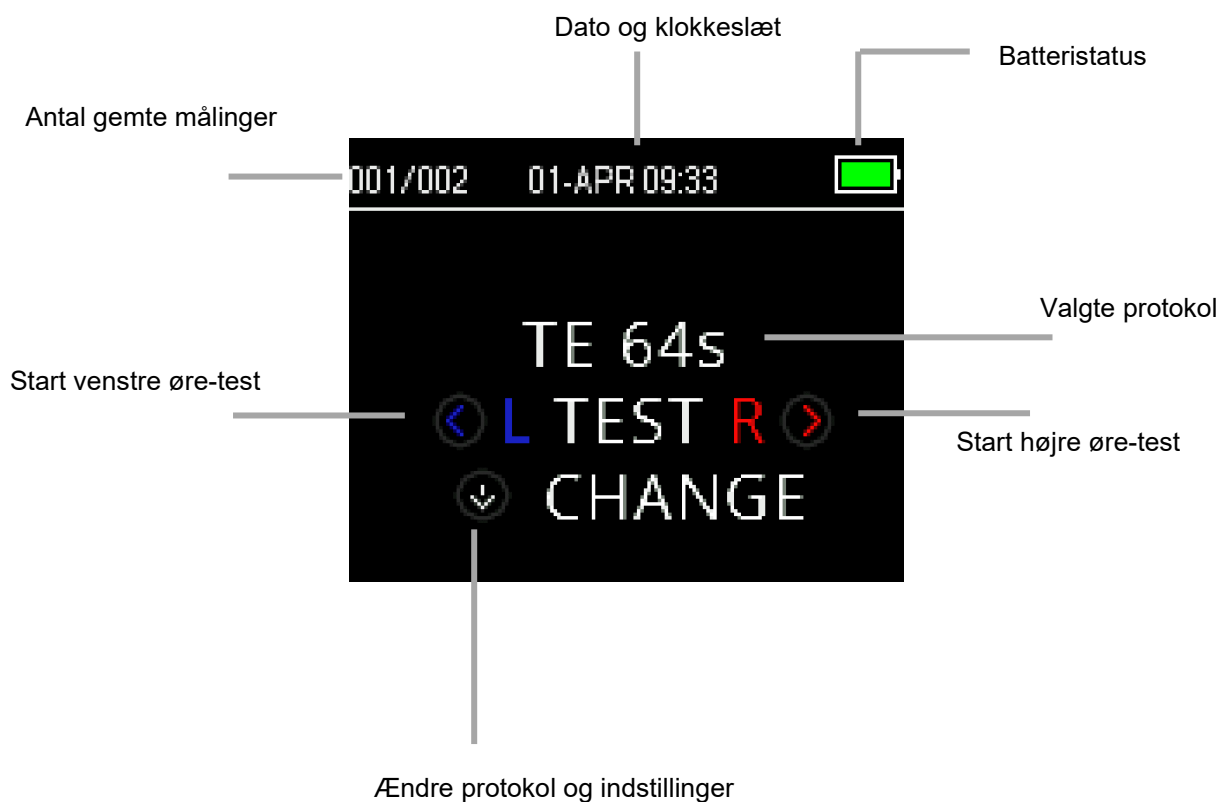 Dato og klokkeslæt
Batteristatus
Antal gemte målinger
001/002 01-APR 09:33
TE 64s
Valgte protokol
Start venstre øre-test
L TEST R
Start højre øre-test
CHANGE
Ændre protokol og indstillinger